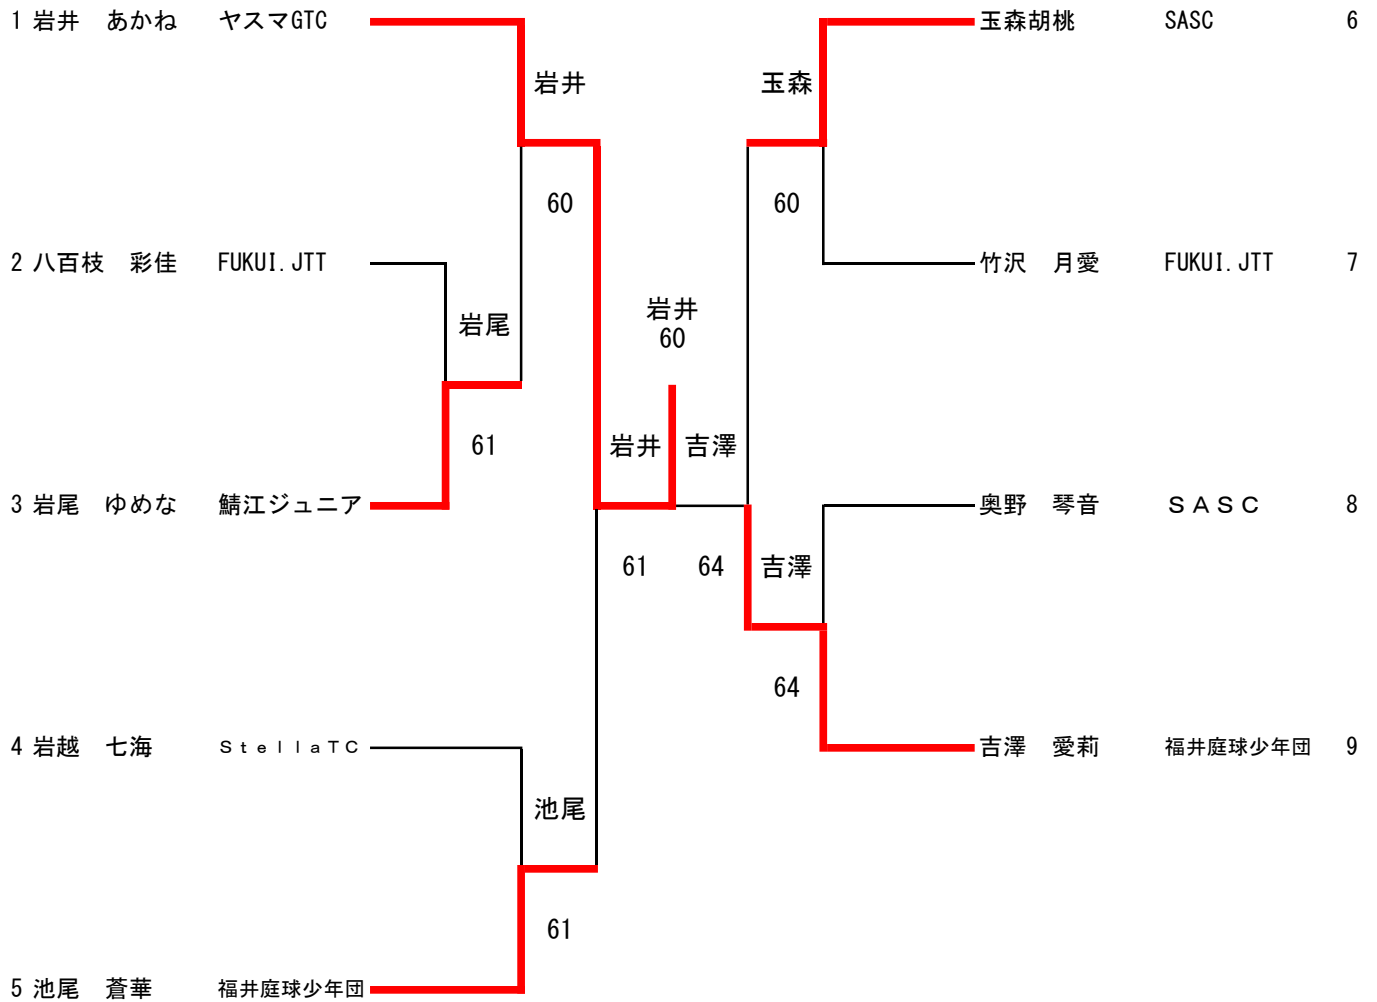 1 岩井 あかね ヤスマGTC
玉森胡桃 SASC 6
岩井
玉森
60
60
2 八百枝 彩佳 FUKUI.JTT
竹沢 月愛 FUKUI.JTT 7
岩井
60
岩尾
61
岩井
吉澤
3 岩尾 ゆめな 鯖江ジュニア
奥野 琴音 ＳＡＳＣ 8
61
64
吉澤
64
4 岩越 七海 ＳｔｅｌｌａＴＣ
吉澤 愛莉 福井庭球少年団 9
池尾
61
5 池尾 蒼華 福井庭球少年団